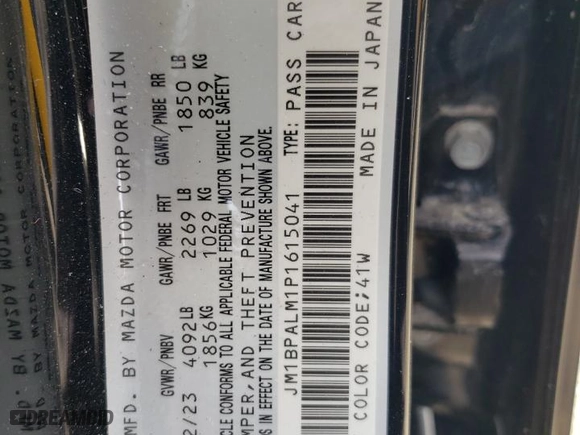 MFD. BY MAZDA MOTOR CORPORATION
GVWR/PNBV GAWR/PNBE FRT GAWR/PNBE RR
2/23 4092LB 2269 LB 1850 LB
1856KG 1029 KG 839 KG
CLE CONFORMS TO ALL APPLICABLE FEDERAL MOTOR VEHICLE SAFETY
MPER, AND THEFT PREVENTION
S IN EFFECT ON THE DATE OF MANUFACTURE SHOWN ABOVE.
JM1BPALM1P1615041 TYPE: PASS CAR
COLOR CODE;41W MADE IN JAPAN
DREAMBID